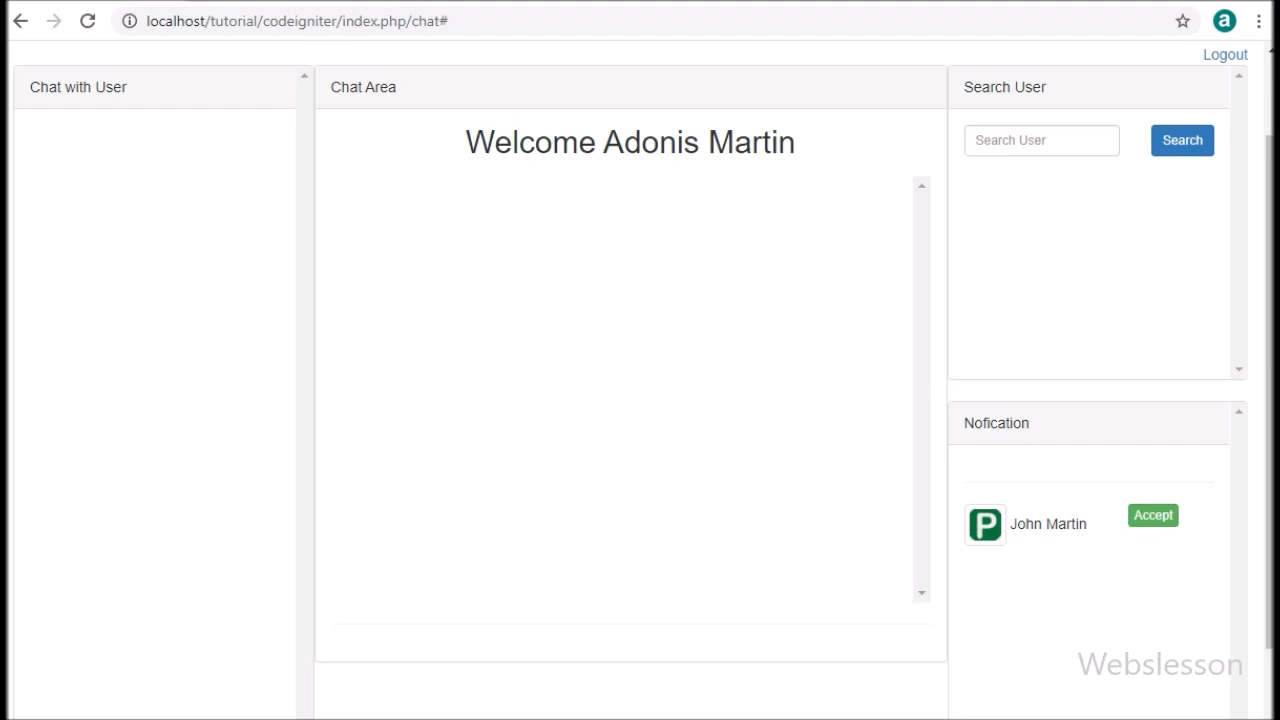 localhost/tutorial/codeigniter/index.php/chat#
a
Logout
Chat with User
Chat Area
Search User
Welcome Adonis Martin
Search User
Search
Nofication
P
John Martin
Accept
Webslesson